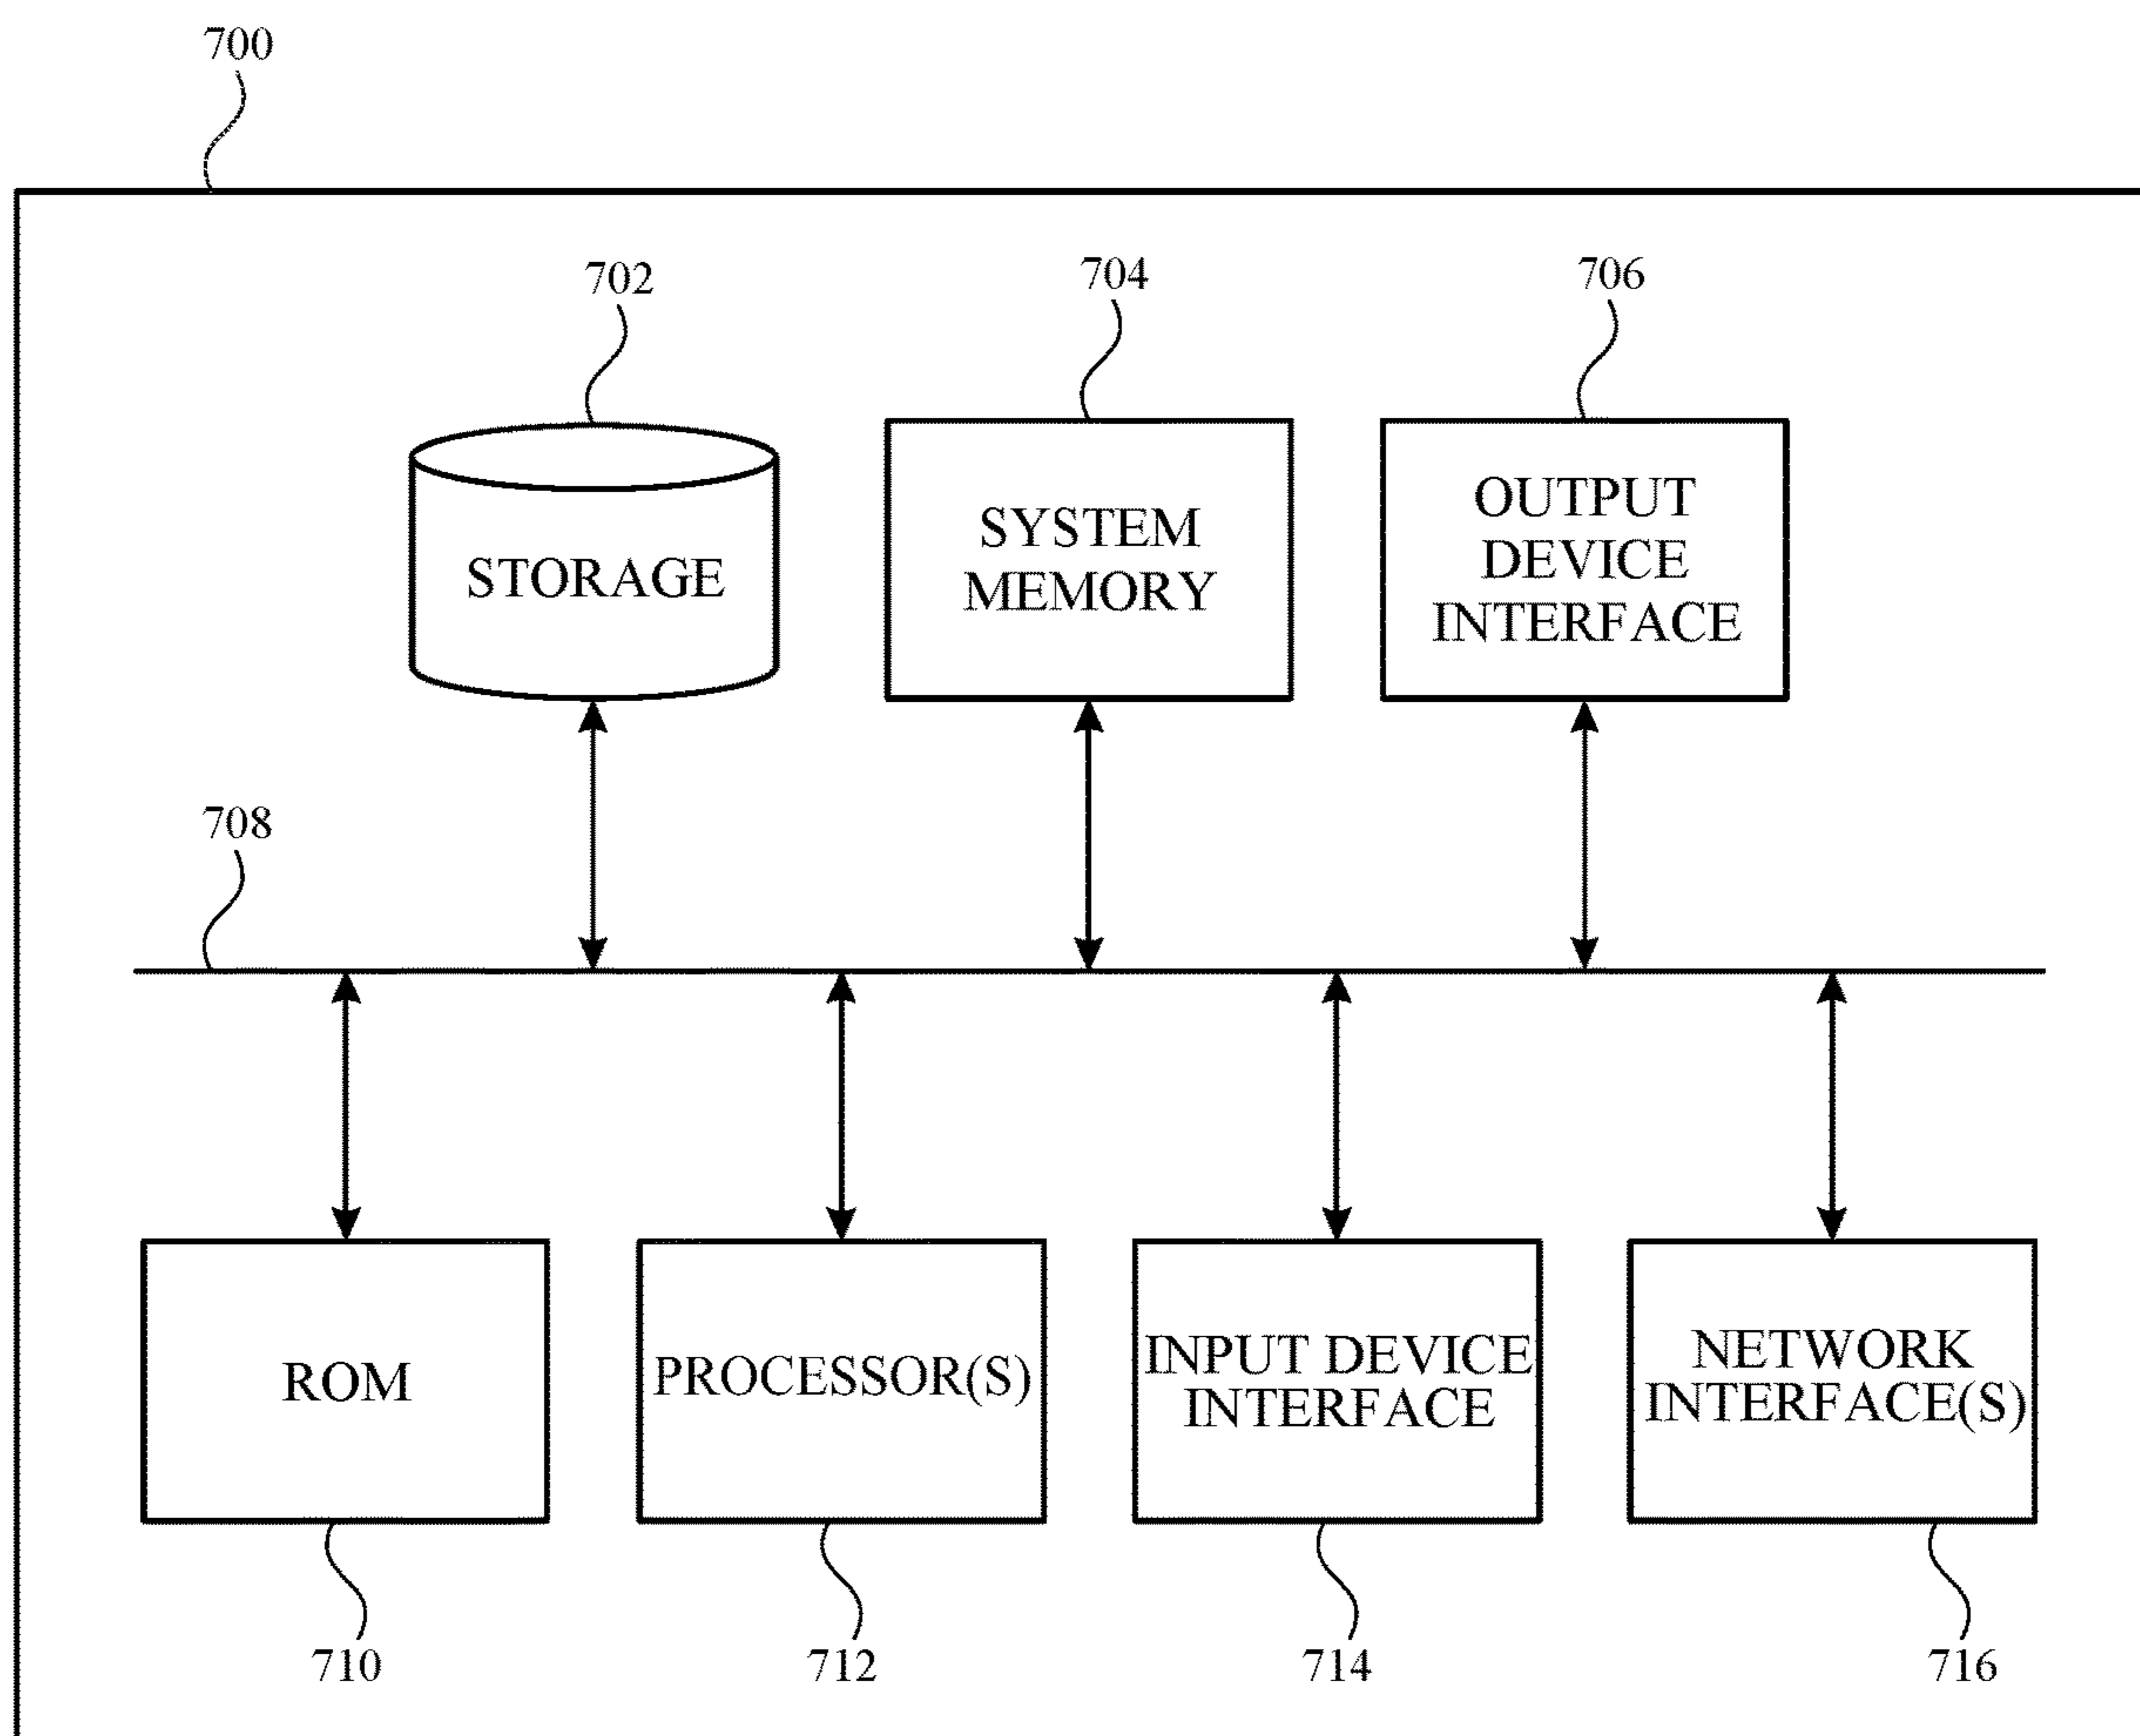 700
702
704
706
STORAGE
SYSTEM
MEMORY
OUTPUT
DEVICE
INTERFACE
708
ROM
PROCESSOR(S)
INPUT DEVICE
INTERFACE
NETWORK
INTERFACE(S)
710
712
714
716